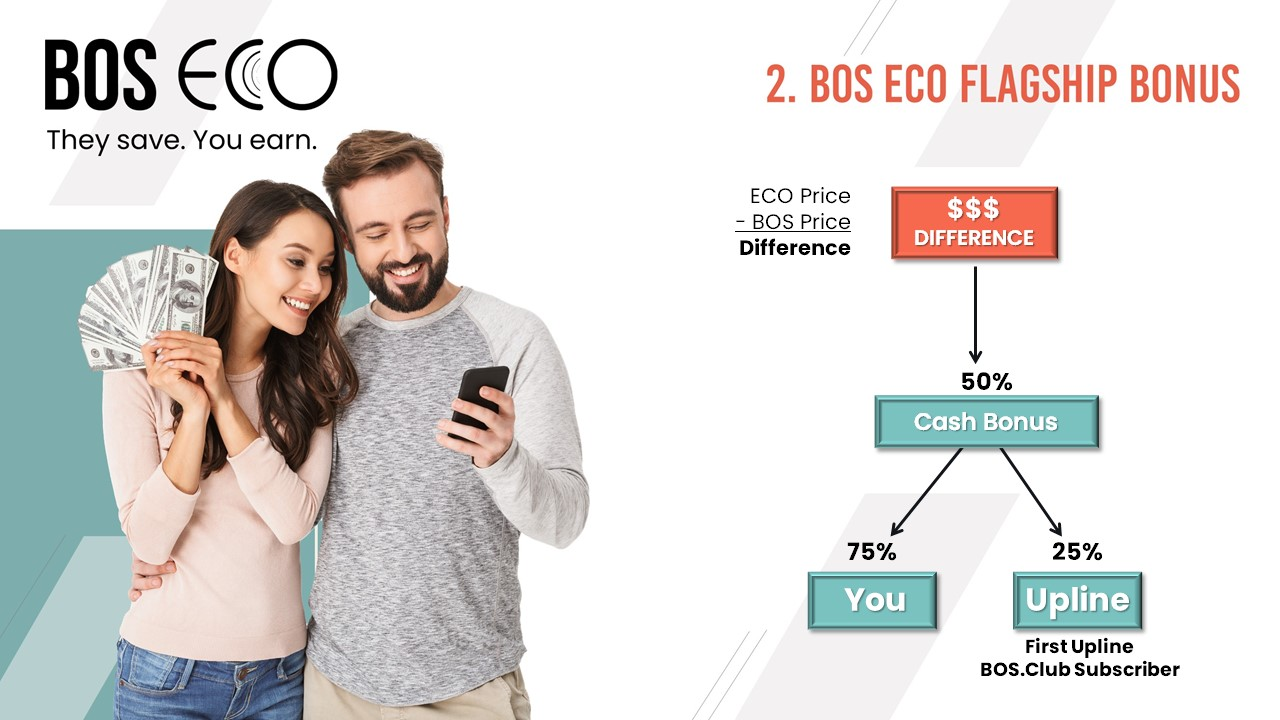 BOS ECO
They save. You earn.
2. BOS ECO FLAGSHIP BONUS
ECO Price
- BOS Price
Difference
$$$
DIFFERENCE
50%
Cash Bonus
75%
25%
You
Upline
First Upline
BOS.Club Subscriber